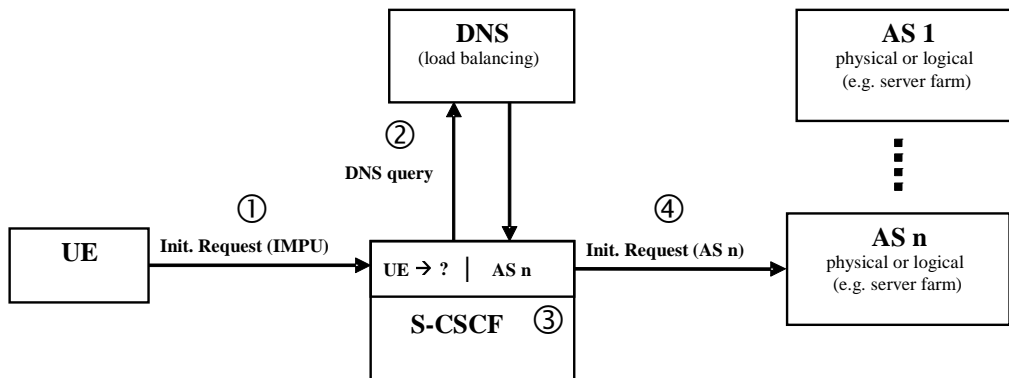 DNS
(load balancing)
AS 1
physical or logical
(e.g. server farm)
②
DNS query
①
Init. Request (IMPU)
UE
UE → ? | AS n
S-CSCF
③
④
Init. Request (AS n)
AS n
physical or logical
(e.g. server farm)